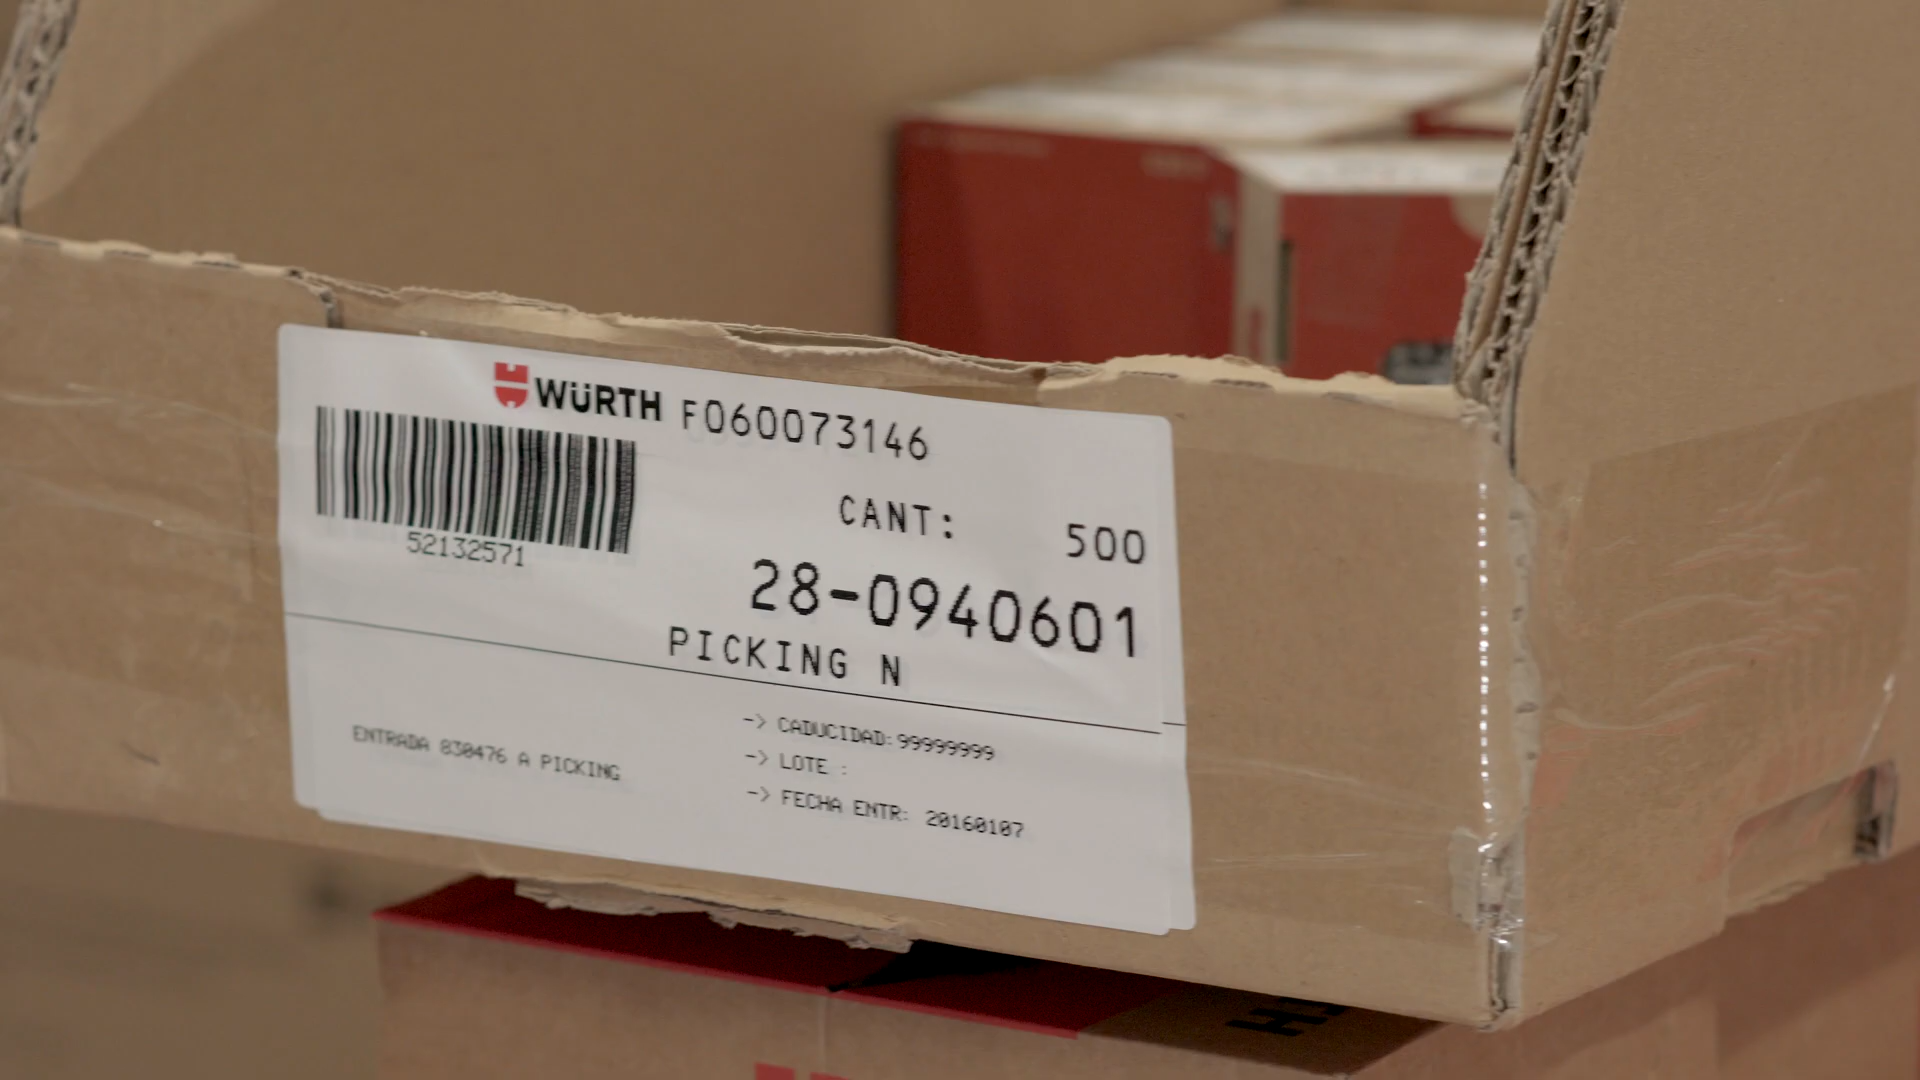 WÜRTH F060073146
52132571
CANT: 500
28-0940601
PICKING N
ENTRADA 830476 A PICKING
-> CADUCIDAD:99999999
-> LOTE :
-> FECHA ENTR: 20160107